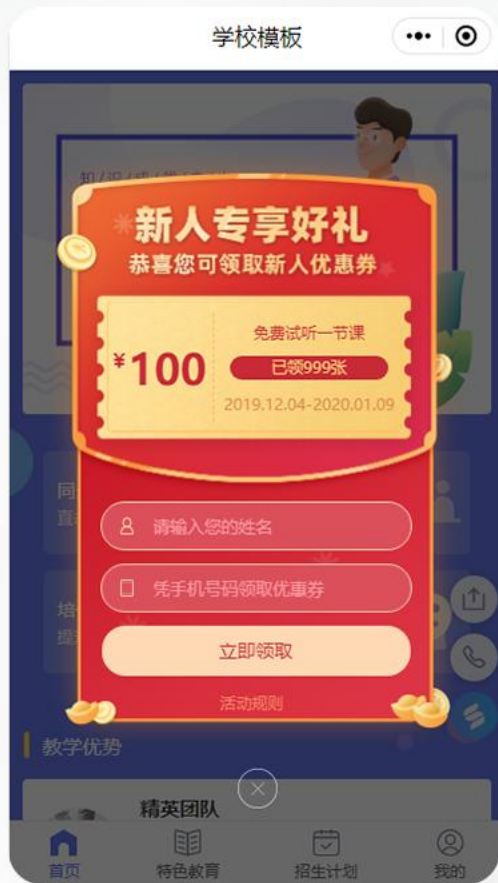 学校模板
新人专享好礼
恭喜您可领取新人优惠券
免费试听一节课
¥100
已领999张
2019.12.04-2020.01.09
请输入您的姓名
凭手机号码领取优惠券
立即领取
活动规则
教学优势
精英团队
首页
特色教育
招生计划
我的